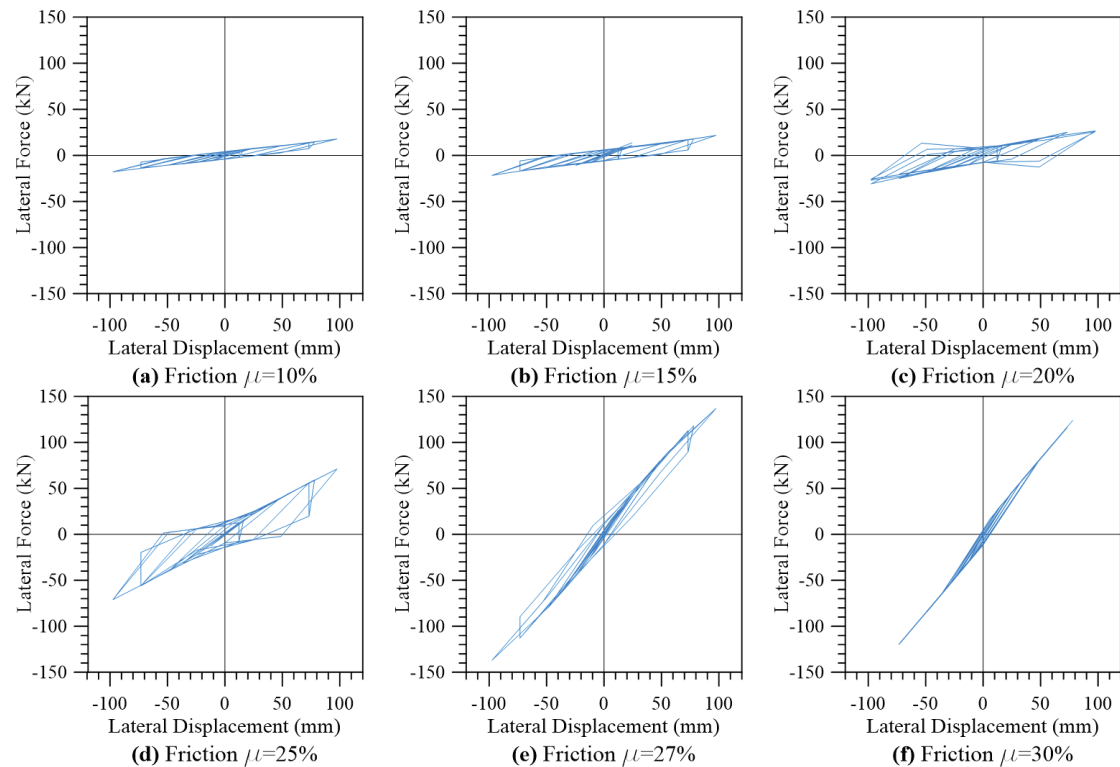 150
100
50
0
-50
-100
-150
Lateral Force (kN)
-100 -50 0 50 100
Lateral Displacement (mm)
(a) Friction μ=10%
150
100
50
0
-50
-100
-150
Lateral Force (kN)
-100 -50 0 50 100
Lateral Displacement (mm)
(b) Friction μ=15%
150
100
50
0
-50
-100
-150
Lateral Force (kN)
-100 -50 0 50 100
Lateral Displacement (mm)
(c) Friction μ=20%
150
100
50
0
-50
-100
-150
Lateral Force (kN)
-100 -50 0 50 100
Lateral Displacement (mm)
(d) Friction μ=25%
150
100
50
0
-50
-100
-150
Lateral Force (kN)
-100 -50 0 50 100
Lateral Displacement (mm)
(e) Friction μ=27%
150
100
50
0
-50
-100
-150
Lateral Force (kN)
-100 -50 0 50 100
Lateral Displacement (mm)
(f) Friction μ=30%